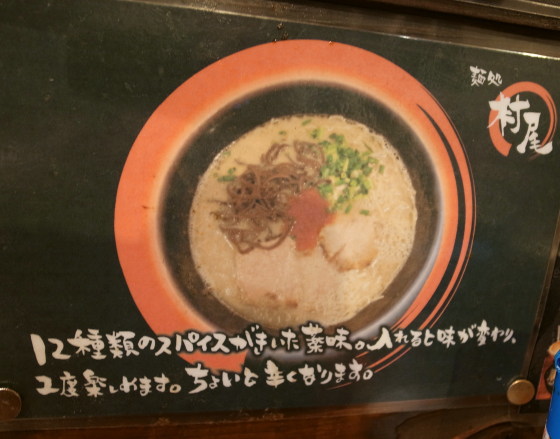 麺処
村尾
12種類のスパイスがきいた薬味。入れると味が変わり、
2度楽しめます。ちょいと辛くなります。